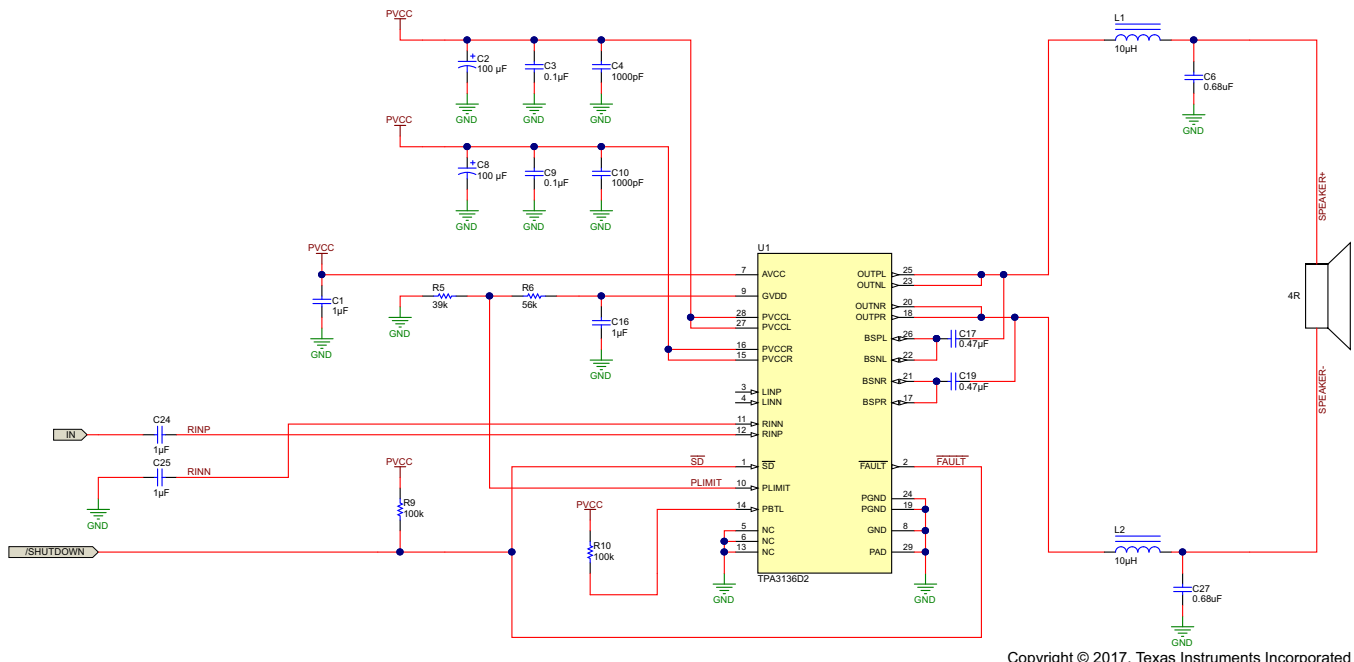 PVCC
C2
100 µF
GND
C3
0.1µF
GND
C4
1000pF
GND
PVCC
C8
100 µF
GND
C9
0.1µF
GND
C10
1000pF
GND
PVCC
C1
1µF
GND
GND
R5
39k
R6
56k
C16
1µF
GND
IN
C24
1µF
RINP
C25
1µF
RINN
GND
PVCC
R9
100k
/SHUTDOWN
SD
PLIMIT
PVCC
R10
100k
U1
7 AVCC
9 GVDD
28 PVCCL
27 PVCCL
16 PVCCR
15 PVCCR
3 LINP
4 LINN
11 RINN
12 RINP
1 SD
10 PLIMIT
14 PBTL
5 NC
6 NC
13 NC
OUTPL 25
OUTNL 23
OUTNR 20
OUTPR 18
BSPL 26
BSNL 22
BSNR 21
BSPR 17
FAULT 2
PGND 24
PGND 19
GND 8
PAD 29
TPA3136D2
GND
GND
C17
0.47µF
C19
0.47µF
FAULT
L1
10µH
C6
0.68uF
GND
SPEAKER+
4R
SPEAKER-
L2
10µH
C27
0.68uF
GND
Copyright © 2017, Texas Instruments Incorporated